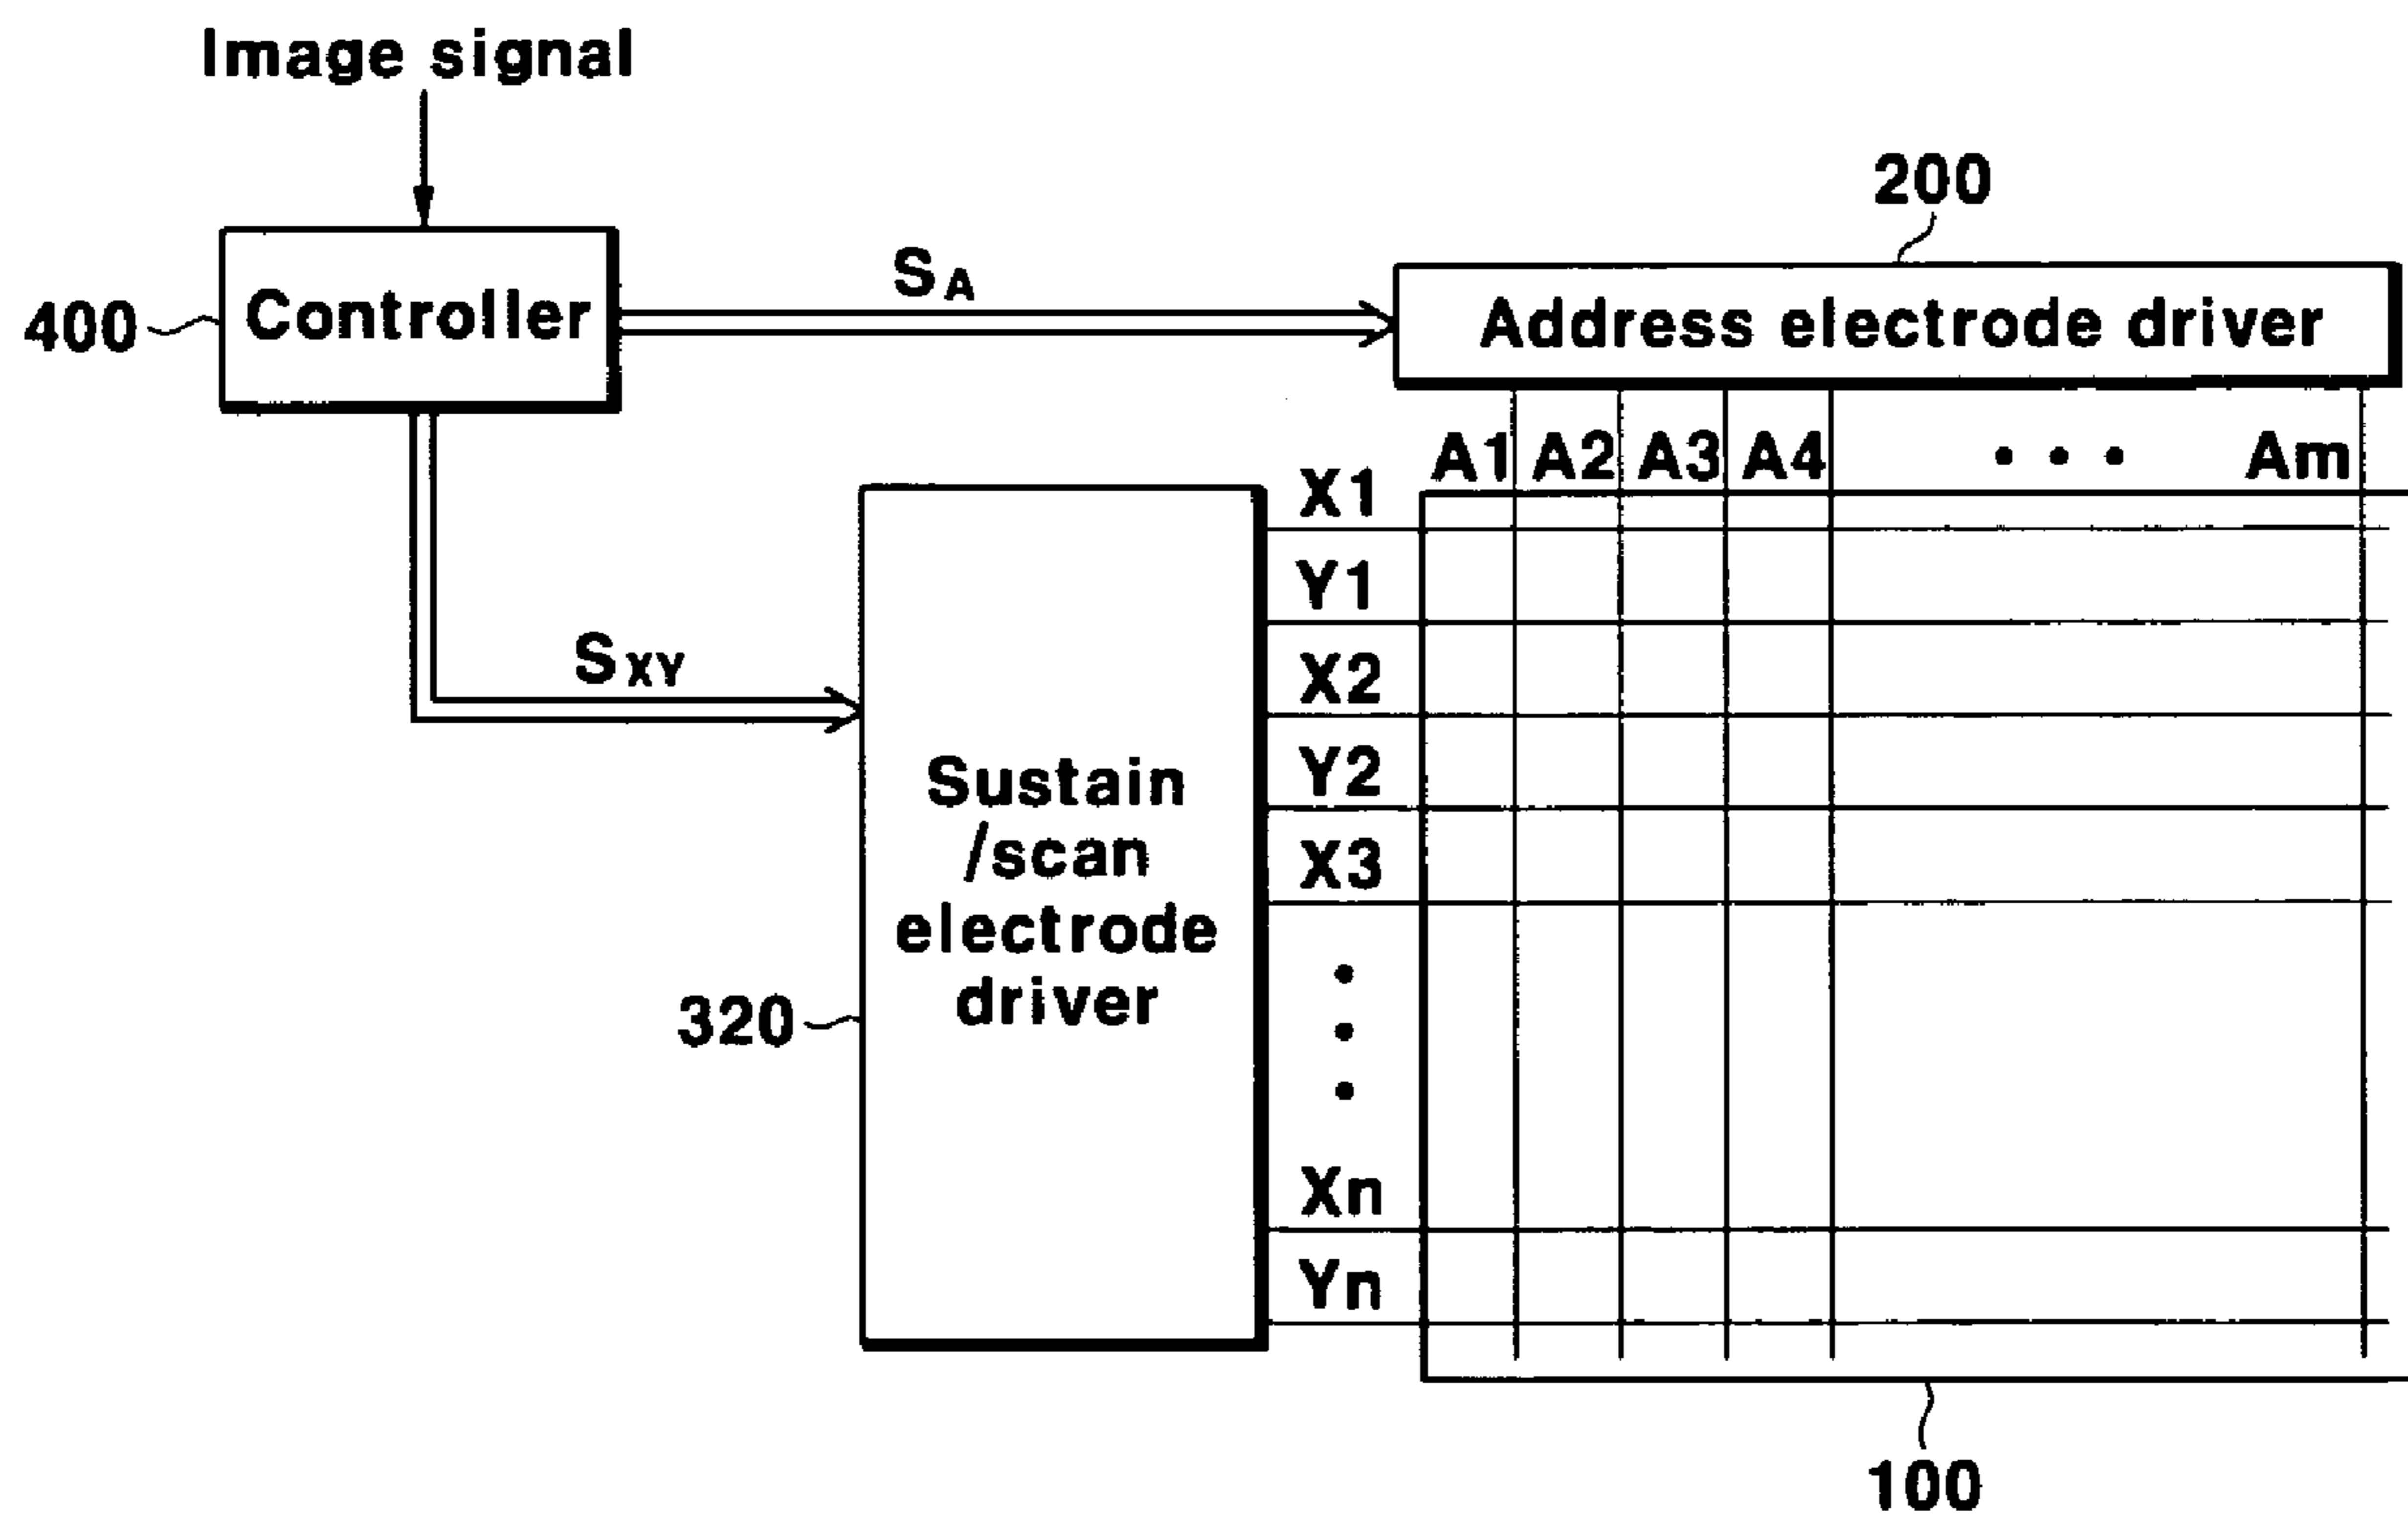 Image signal
200
400
Controller
SA
Address electrode driver
A1 A2 A3 A4 • • • Am
X1
Y1
SXY
X2
Y2
X3
Sustain
/scan
electrode
driver
320
•
•
•
Xn
Yn
100